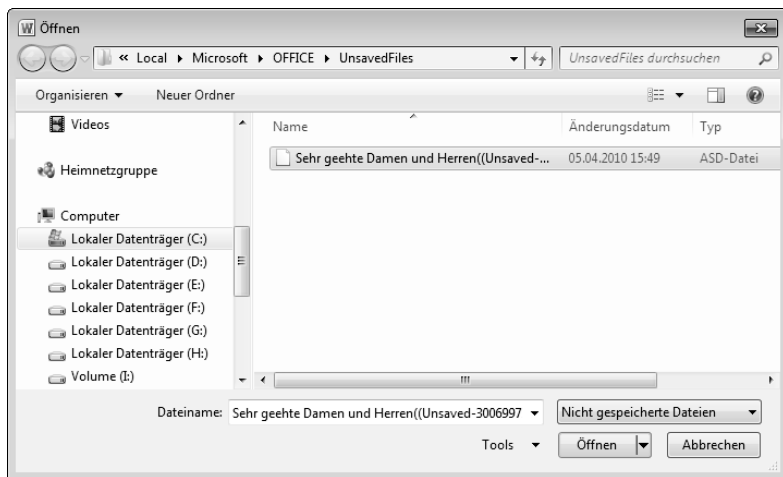 Öffnen
« Local ▸ Microsoft ▸ OFFICE ▸ UnsavedFiles
UnsavedFiles durchsuchen
Organisieren ▾ Neuer Ordner
Videos
Heimnetzgruppe
Computer
Lokaler Datenträger (C:)
Lokaler Datenträger (D:)
Lokaler Datenträger (E:)
Lokaler Datenträger (F:)
Lokaler Datenträger (G:)
Lokaler Datenträger (H:)
Volume (I:)
Name Änderungsdatum Typ
Sehr geehte Damen und Herren((Unsaved-... 05.04.2010 15:49 ASD-Datei
Dateiname: Sehr geehte Damen und Herren((Unsaved-3006997 Nicht gespeicherte Dateien
Tools Öffnen Abbrechen